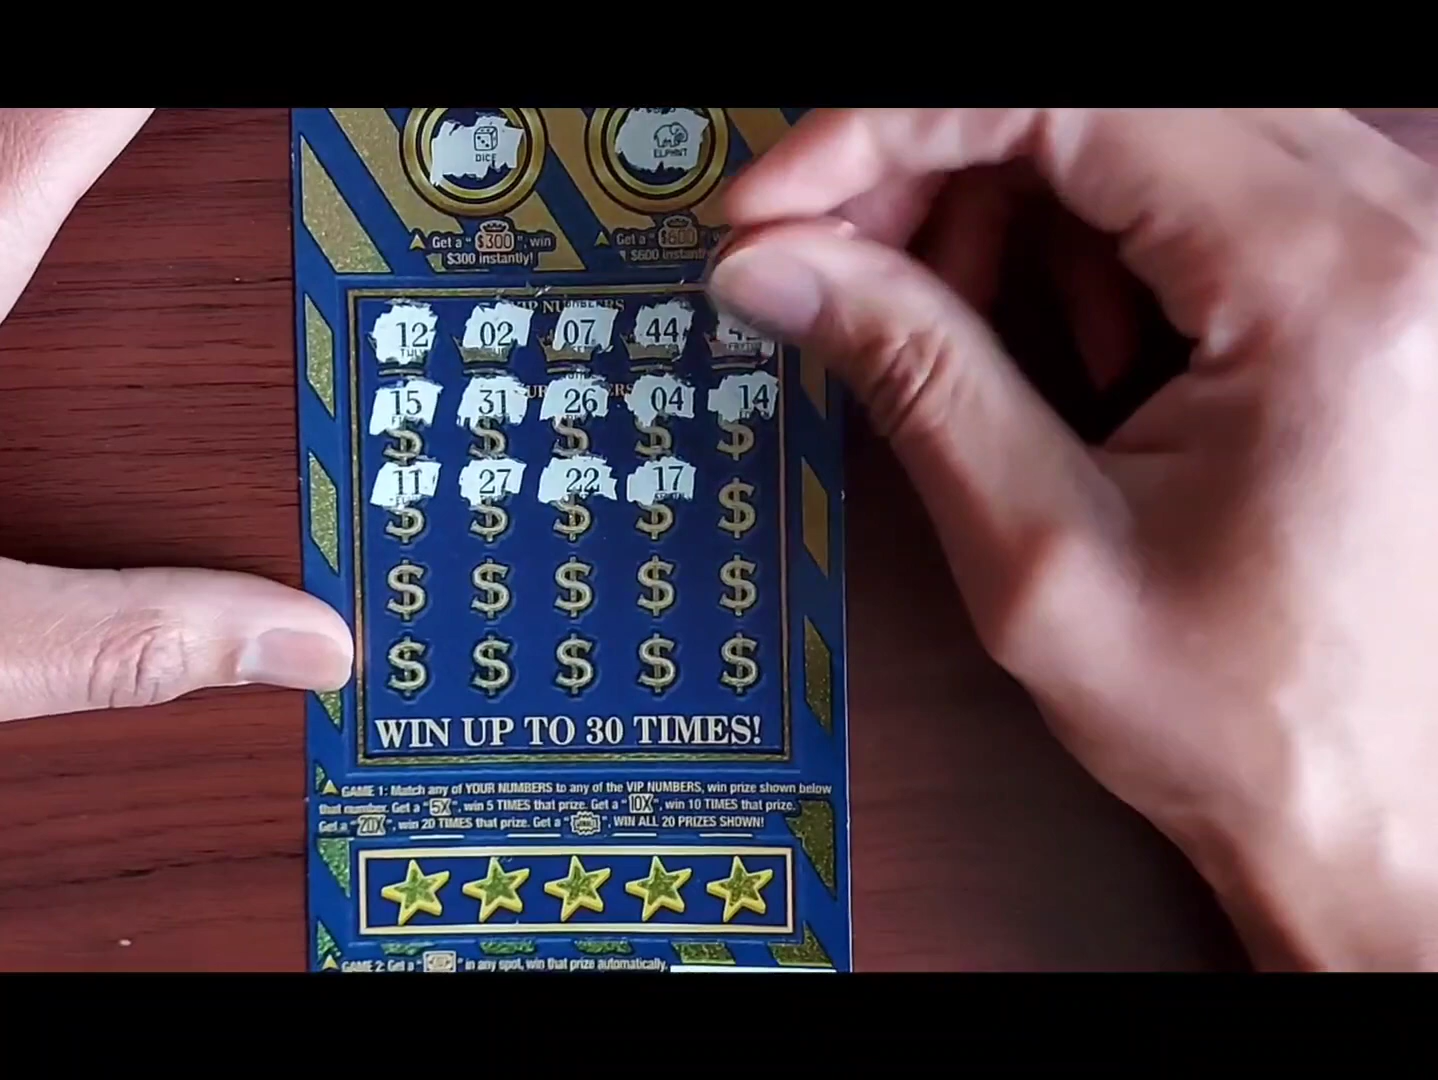 DICE ELPHNT
Get a "$300", win
$300 instantly!
Get a "$600"
$600 instantly
VIP NUMBERS
12 02 07 44
15 31 26 04 14
11 27 22 17
WIN UP TO 30 TIMES!
GAME 1: Match any of YOUR NUMBERS to any of the VIP NUMBERS, win prize shown below
that number. Get a "5X", win 5 TIMES that prize. Get a "10X", win 10 TIMES that prize.
Get a "20X", win 20 TIMES that prize. Get a " ", WIN ALL 20 PRIZES SHOWN!
GAME 2: Get a " " in any spot, win that prize automatically.